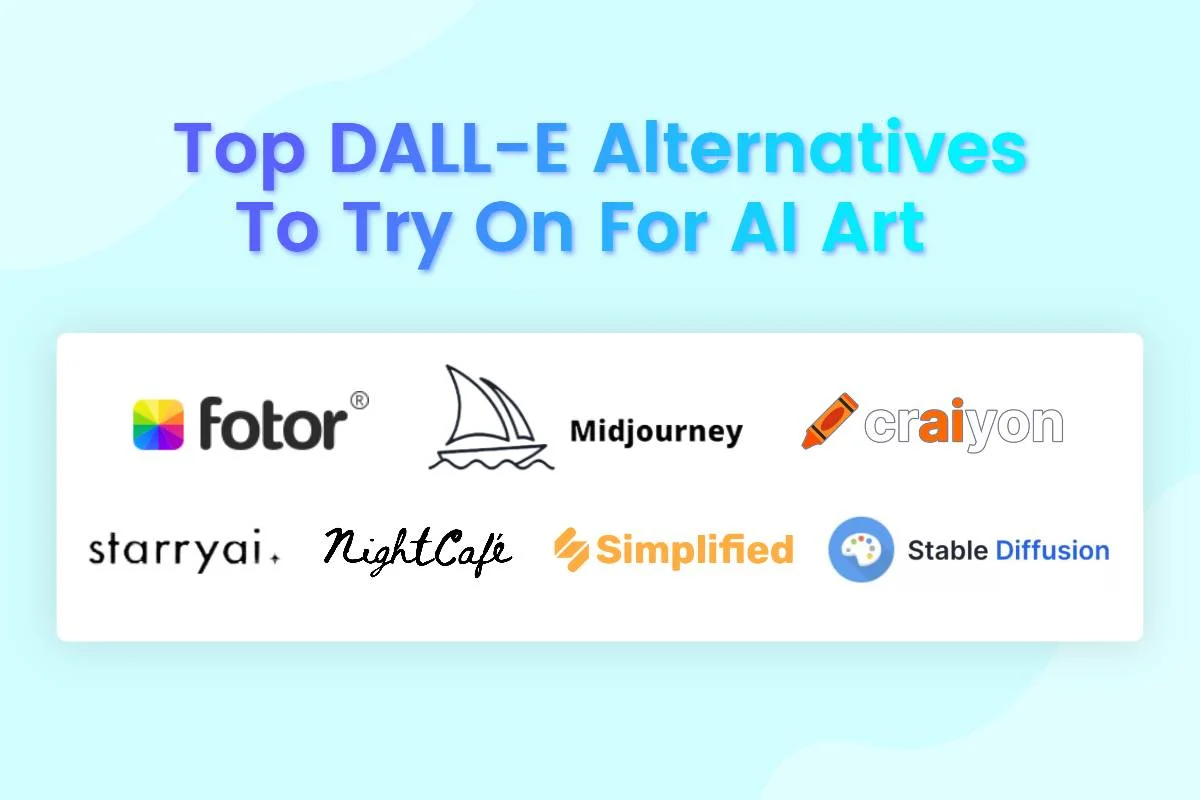 Top DALL-E Alternatives
To Try On For AI Art
fotor®
Midjourney
craiyon
starryai
NightCafé
Simplified
Stable Diffusion